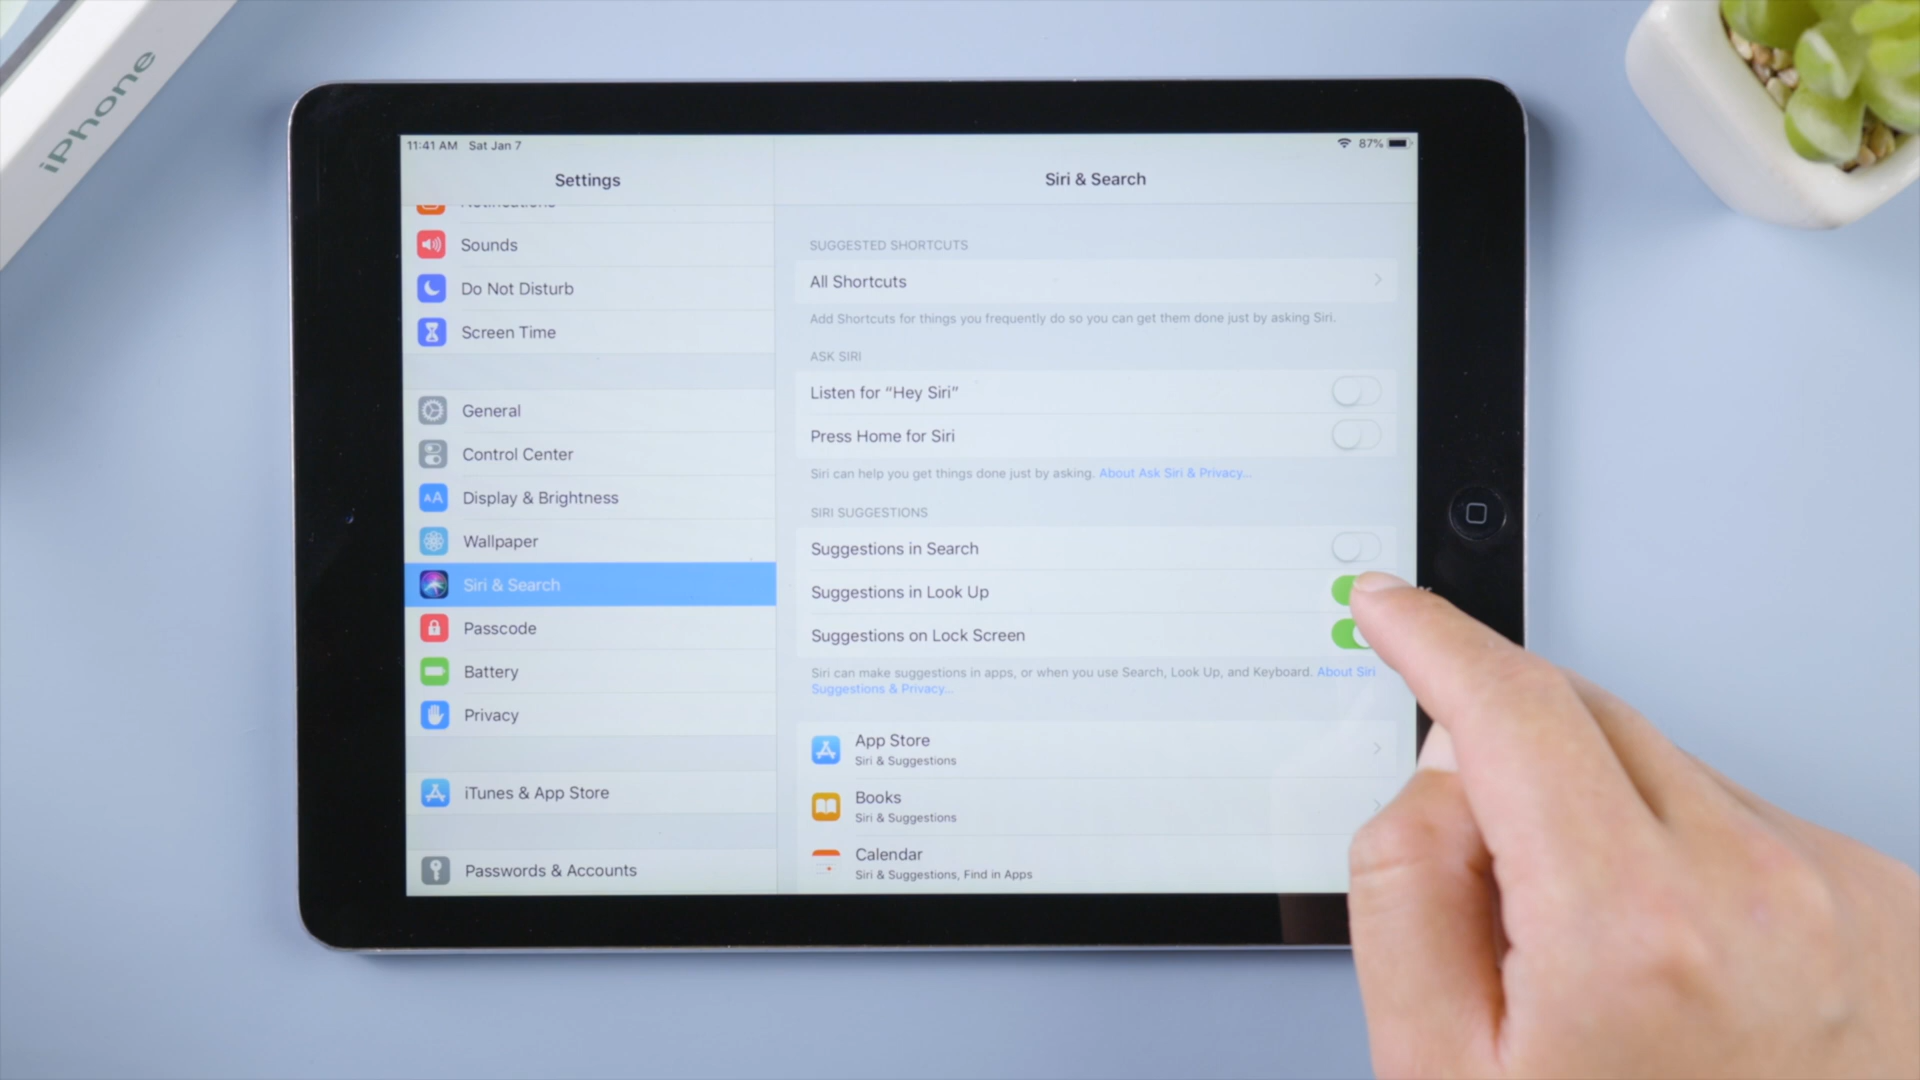 iPhone
11:41 AM Sat Jan 7
87%
Settings
Siri & Search
Notifications
Sounds
Do Not Disturb
Screen Time
General
Control Center
AA
Display & Brightness
Wallpaper
Siri & Search
Passcode
Battery
Privacy
iTunes & App Store
Passwords & Accounts
SUGGESTED SHORTCUTS
All Shortcuts
Add Shortcuts for things you frequently do so you can get them done just by asking Siri.
ASK SIRI
Listen for “Hey Siri”
Press Home for Siri
Siri can help you get things done just by asking. About Ask Siri & Privacy...
SIRI SUGGESTIONS
Suggestions in Search
Suggestions in Look Up
Suggestions on Lock Screen
Siri can make suggestions in apps, or when you use Search, Look Up, and Keyboard. About Siri
Suggestions & Privacy...
App Store
Siri & Suggestions
Books
Siri & Suggestions
Calendar
Siri & Suggestions, Find in Apps